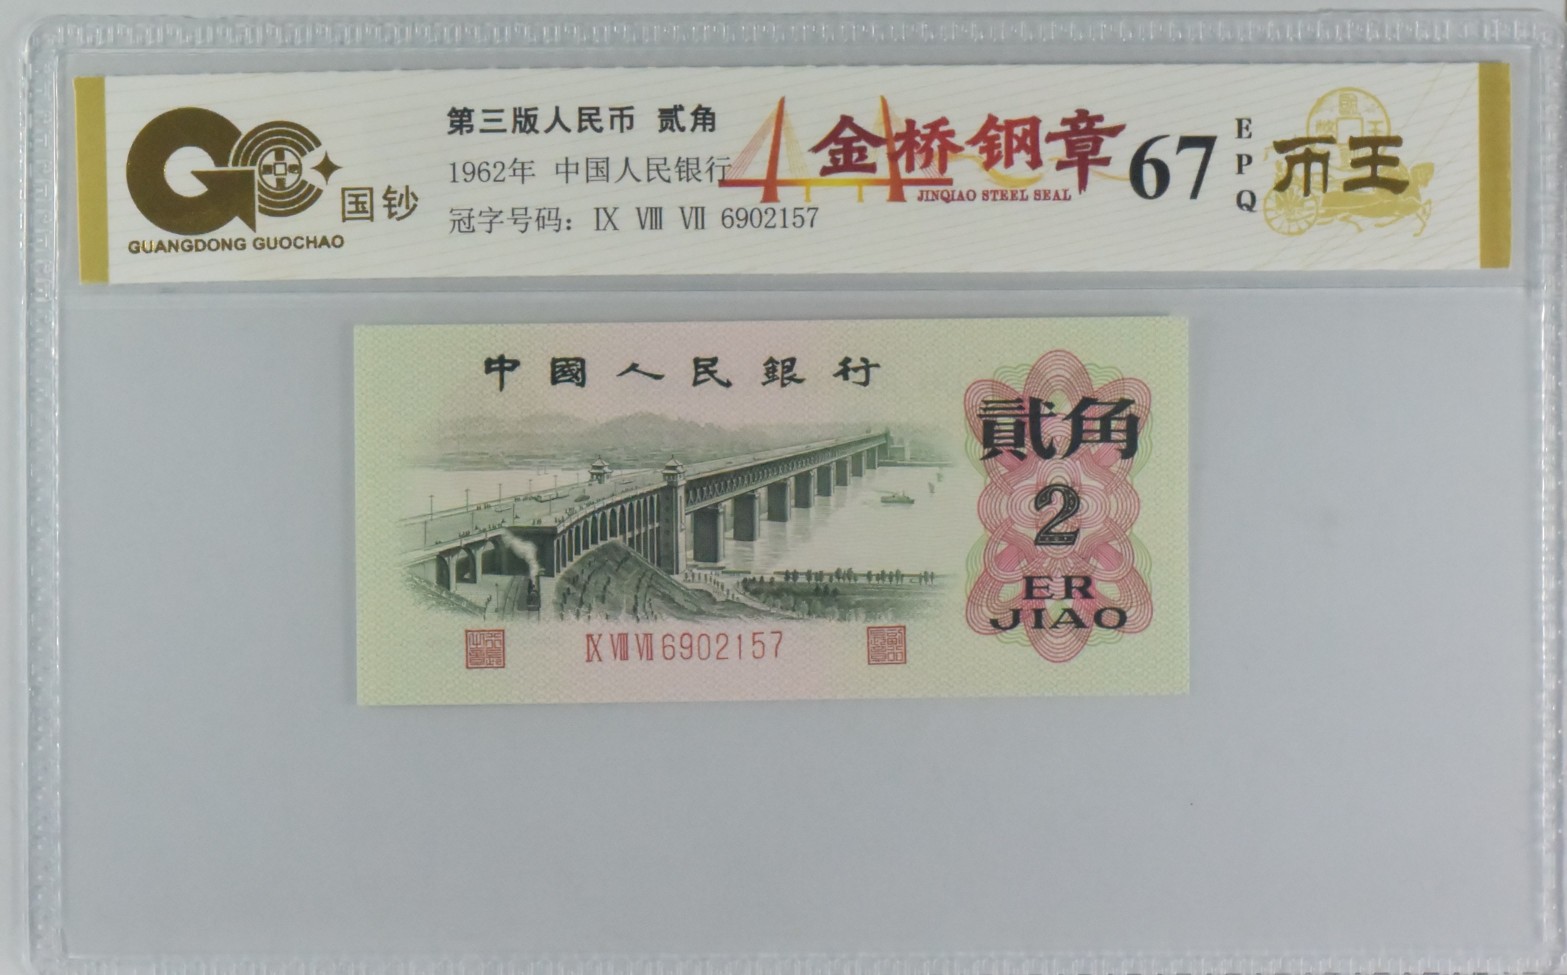 国钞
GUANGDONG GUOCHAO
第三版人民币 贰角
1962年 中国人民银行
冠字号码：Ⅸ Ⅷ Ⅶ 6902157
金桥钢章
JINQIAO STEEL SEAL
67
EPQ
币王
中國人民銀行
貳角
2
ER
JIAO
Ⅸ Ⅷ Ⅶ 6902157